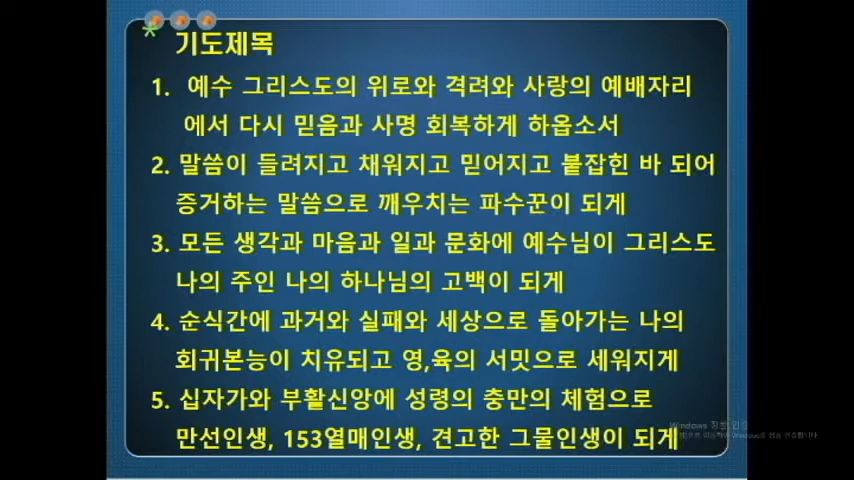 기도제목
1. 예수 그리스도의 위로와 격려와 사랑의 예배자리
에서 다시 믿음과 사명 회복하게 하옵소서
2. 말씀이 들려지고 채워지고 믿어지고 붙잡힌 바 되어
증거하는 말씀으로 깨우치는 파수꾼이 되게
3. 모든 생각과 마음과 일과 문화에 예수님이 그리스도
나의 주인 나의 하나님의 고백이 되게
4. 순식간에 과거와 실패와 세상으로 돌아가는 나의
회귀본능이 치유되고 영,육의 서밋으로 세워지게
5. 십자가와 부활신앙에 성령의 충만의 체험으로
만선인생, 153열매인생, 견고한 그물인생이 되게
Windows 정품 인증